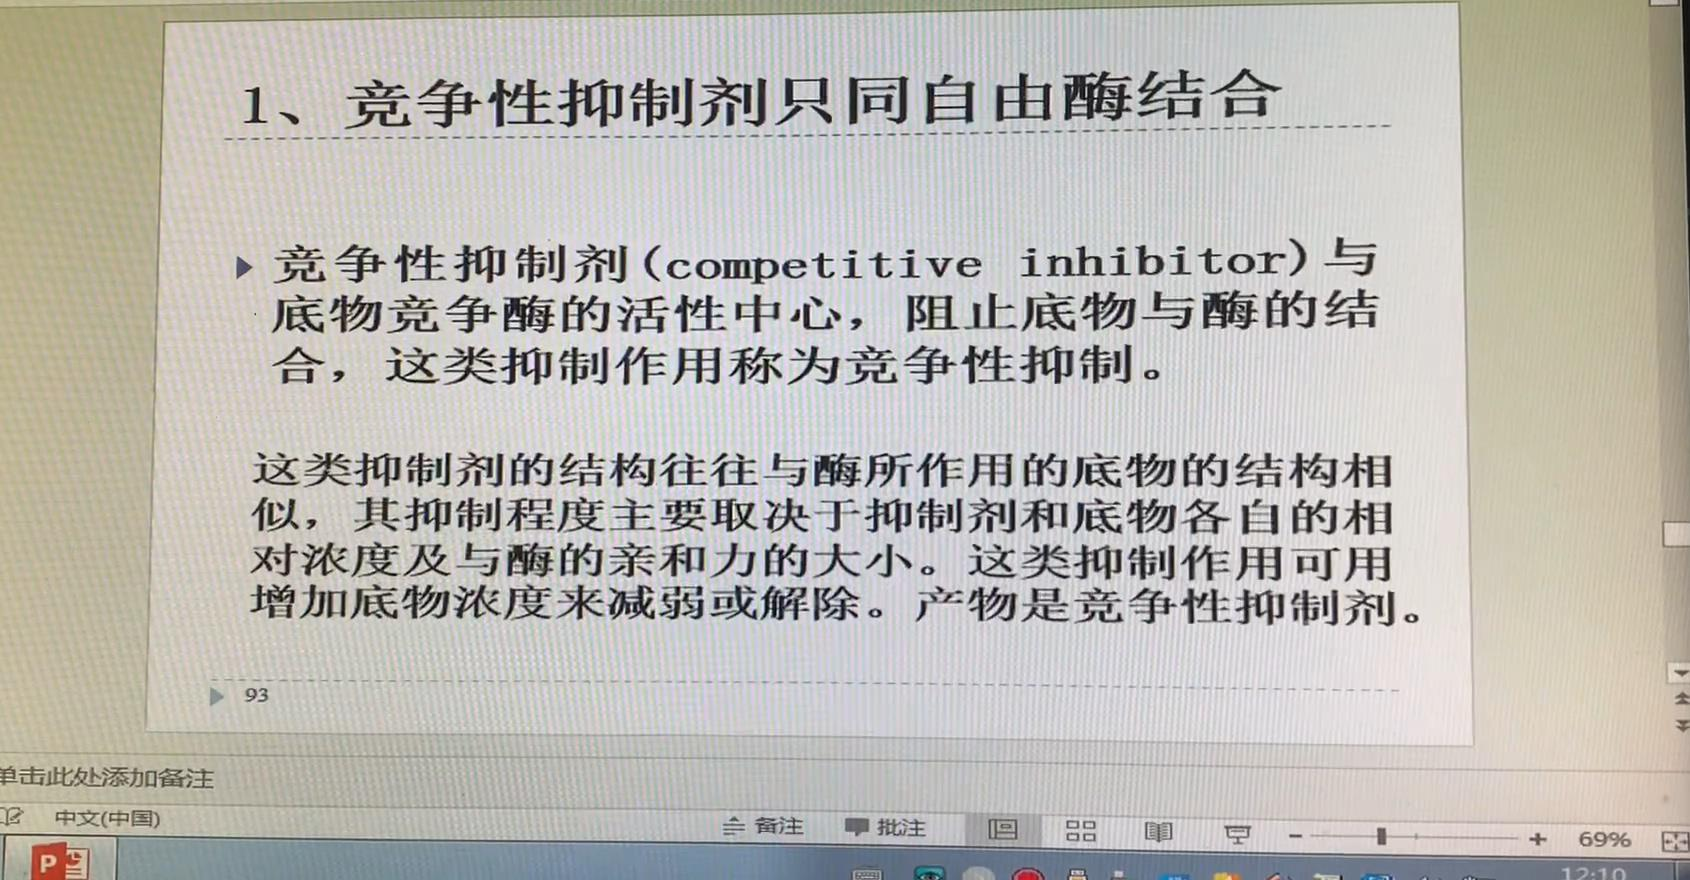 1、竞争性抑制剂只同自由酶结合
竞争性抑制剂(competitive inhibitor)与
底物竞争酶的活性中心，阻止底物与酶的结
合，这类抑制作用称为竞争性抑制。
这类抑制剂的结构往往与酶所作用的底物的结构相
似，其抑制程度主要取决于抑制剂和底物各自的相
对浓度及与酶的亲和力的大小。这类抑制作用可用
增加底物浓度来减弱或解除。产物是竞争性抑制剂。
93
单击此处添加备注
中文(中国)
备注
批注
69%
P
12:10